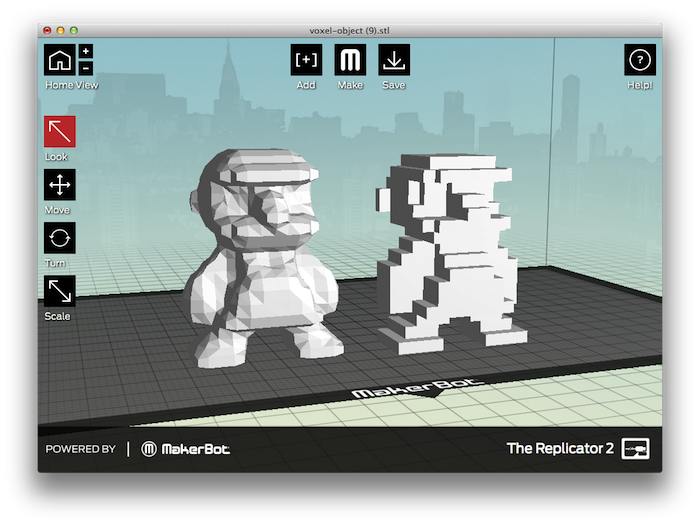 voxel-object (9).stl
+
-
Home View
[+]
Add
M
Make
Save
?
Help!
Look
Move
Turn
Scale
MakerBot
POWERED BY | M MakerBot
The Replicator 2